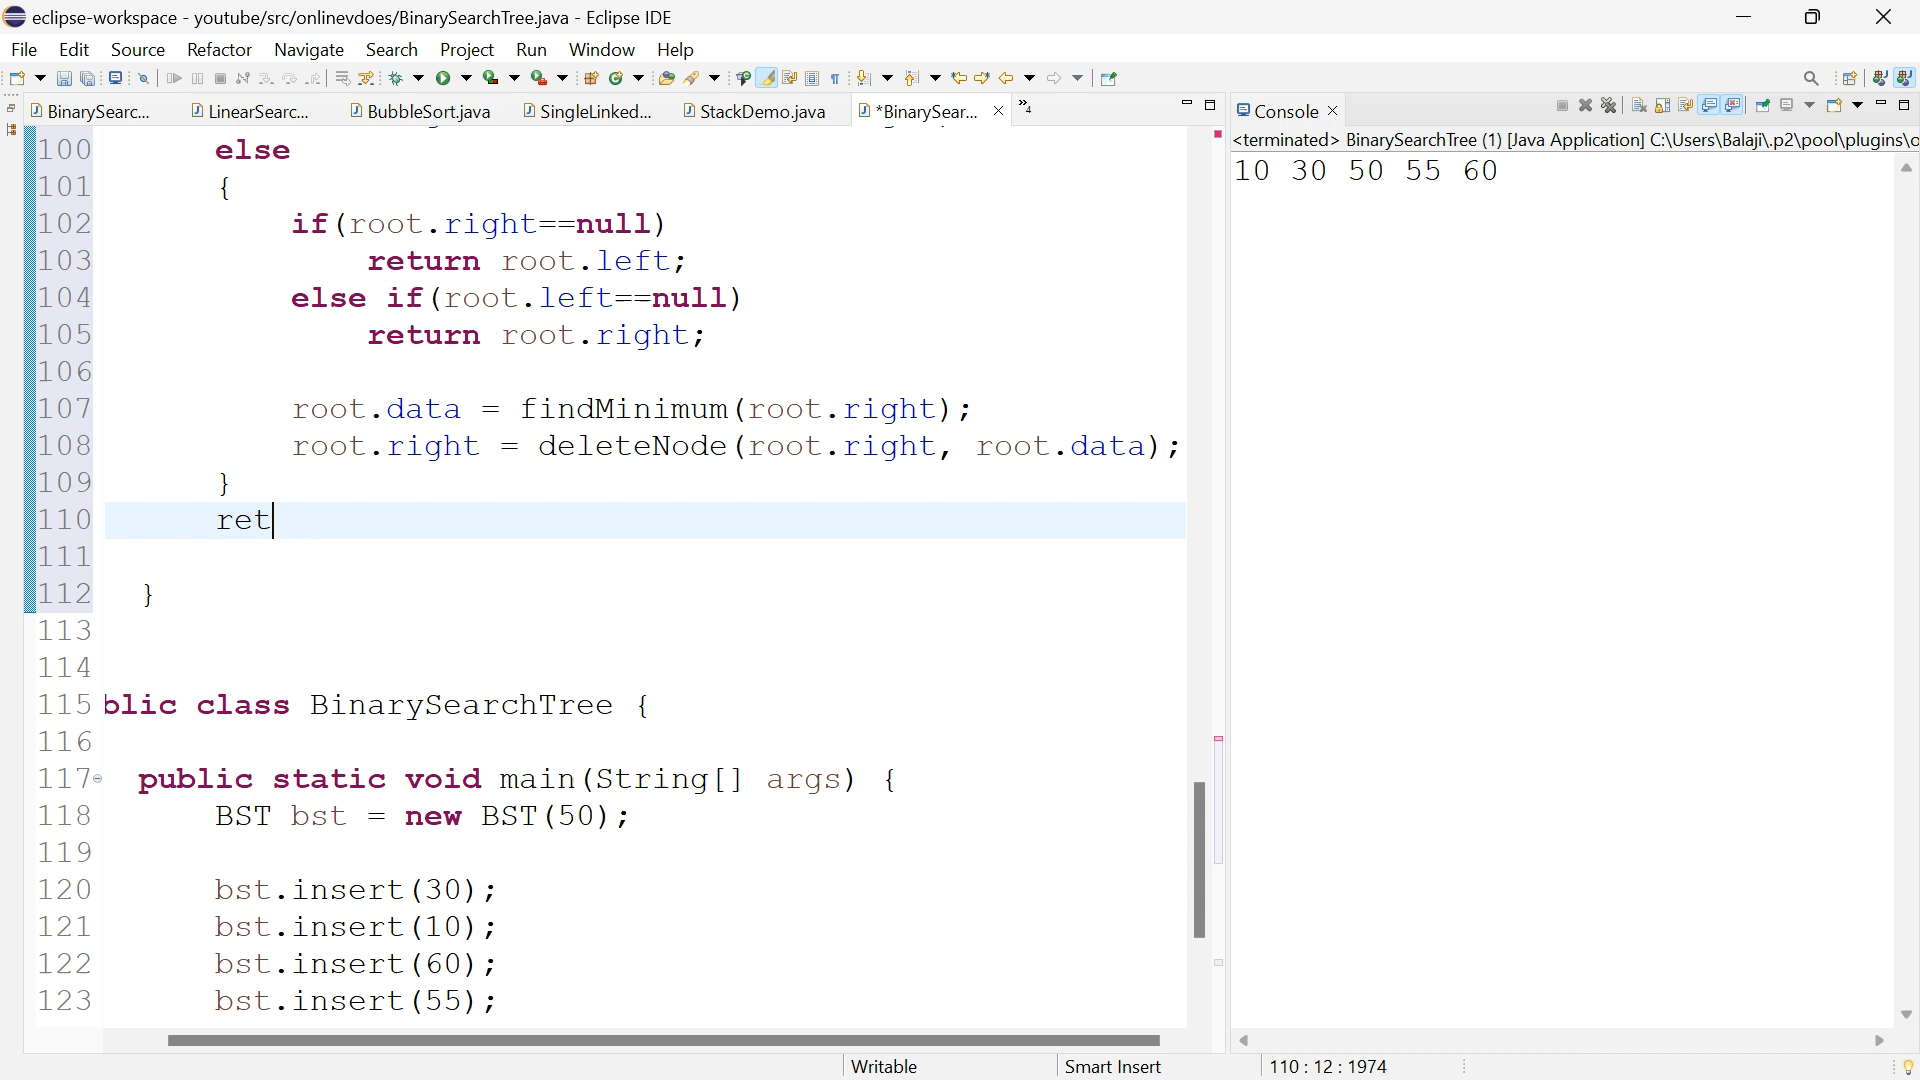 eclipse-workspace - youtube/src/onlinevdoes/BinarySearchTree.java - Eclipse IDE
File Edit Source Refactor Navigate Search Project Run Window Help
BinarySearc... LinearSearc... BubbleSort.java SingleLinked... StackDemo.java *BinarySear... »4
100 else
101 {
102 if(root.right==null)
103 return root.left;
104 else if(root.left==null)
105 return root.right;
106
107 root.data = findMinimum(root.right);
108 root.right = deleteNode(root.right, root.data);
109 }
110 ret
111
112 }
113
114
115 blic class BinarySearchTree {
116
117 public static void main(String[] args) {
118 BST bst = new BST(50);
119
120 bst.insert(30);
121 bst.insert(10);
122 bst.insert(60);
123 bst.insert(55);
Console
<terminated> BinarySearchTree (1) [Java Application] C:\Users\Balaji\.p2\pool\plugins\o
10 30 50 55 60
Writable Smart Insert 110 : 12 : 1974